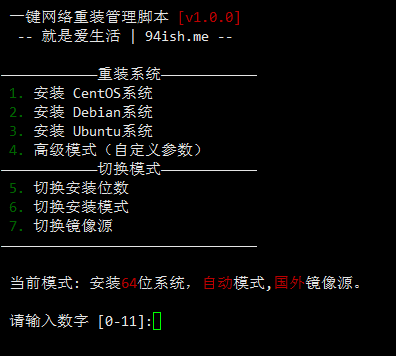 一键网络重装管理脚本 [v1.0.0]
-- 就是爱生活 | 94ish.me --
————————————重装系统————————————
1. 安装 CentOS系统
2. 安装 Debian系统
3. 安装 Ubuntu系统
4. 高级模式（自定义参数）
————————————切换模式————————————
5. 切换安装位数
6. 切换安装模式
7. 切换镜像源
————————————————————————————————
当前模式: 安装64位系统，自动模式,国外镜像源。
请输入数字 [0-11]: